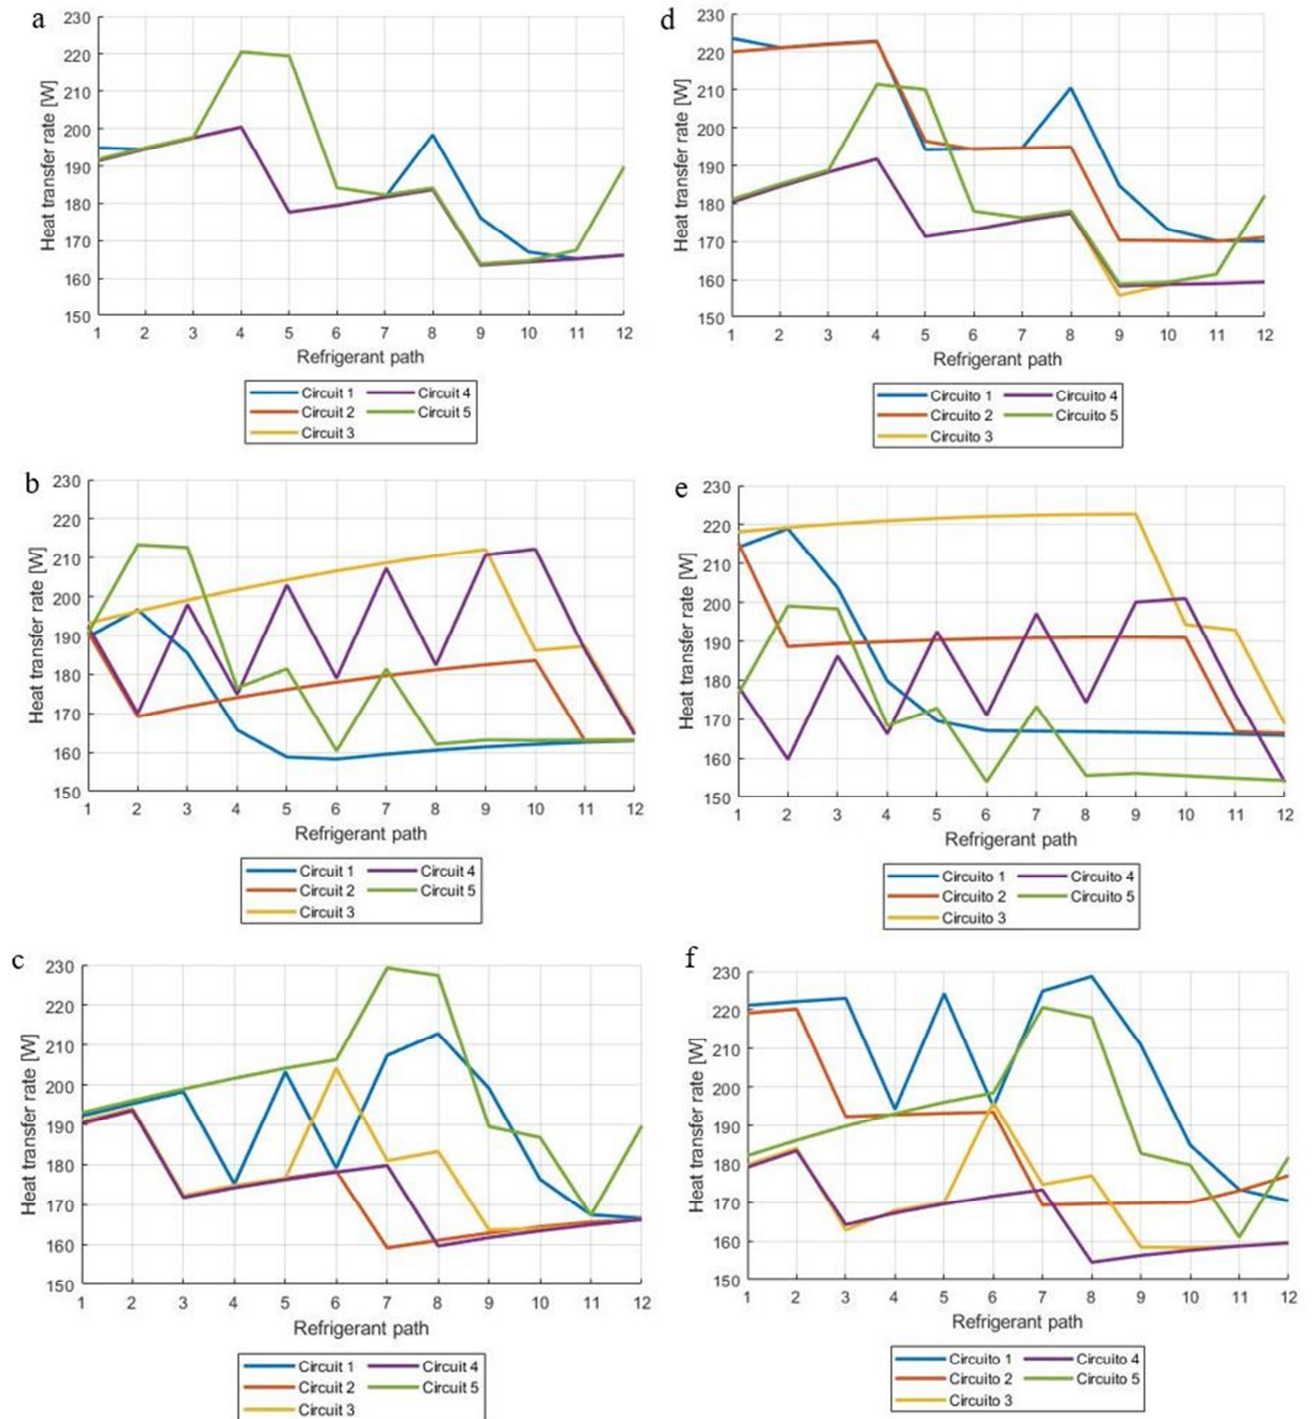 a
230
220
210
200
190
180
170
160
150
Heat transfer rate [W]
1 2 3 4 5 6 7 8 9 10 11 12
Refrigerant path
Circuit 1 Circuit 4
Circuit 2 Circuit 5
Circuit 3
d
230
220
210
200
190
180
170
160
150
Heat transfer rate [W]
1 2 3 4 5 6 7 8 9 10 11 12
Refrigerant path
Circuito 1 Circuito 4
Circuito 2 Circuito 5
Circuito 3
b
230
220
210
200
190
180
170
160
150
Heat transfer rate [W]
1 2 3 4 5 6 7 8 9 10 11 12
Refrigerant path
Circuit 1 Circuit 4
Circuit 2 Circuit 5
Circuit 3
e
230
220
210
200
190
180
170
160
150
Heat transfer rate [W]
1 2 3 4 5 6 7 8 9 10 11 12
Refrigerant path
Circuito 1 Circuito 4
Circuito 2 Circuito 5
Circuito 3
c
230
220
210
200
190
180
170
160
150
Heat transfer rate [W]
1 2 3 4 5 6 7 8 9 10 11 12
Refrigerant path
Circuit 1 Circuit 4
Circuit 2 Circuit 5
Circuit 3
f
230
220
210
200
190
180
170
160
150
Heat transfer rate [W]
1 2 3 4 5 6 7 8 9 10 11 12
Refrigerant path
Circuito 1 Circuito 4
Circuito 2 Circuito 5
Circuito 3